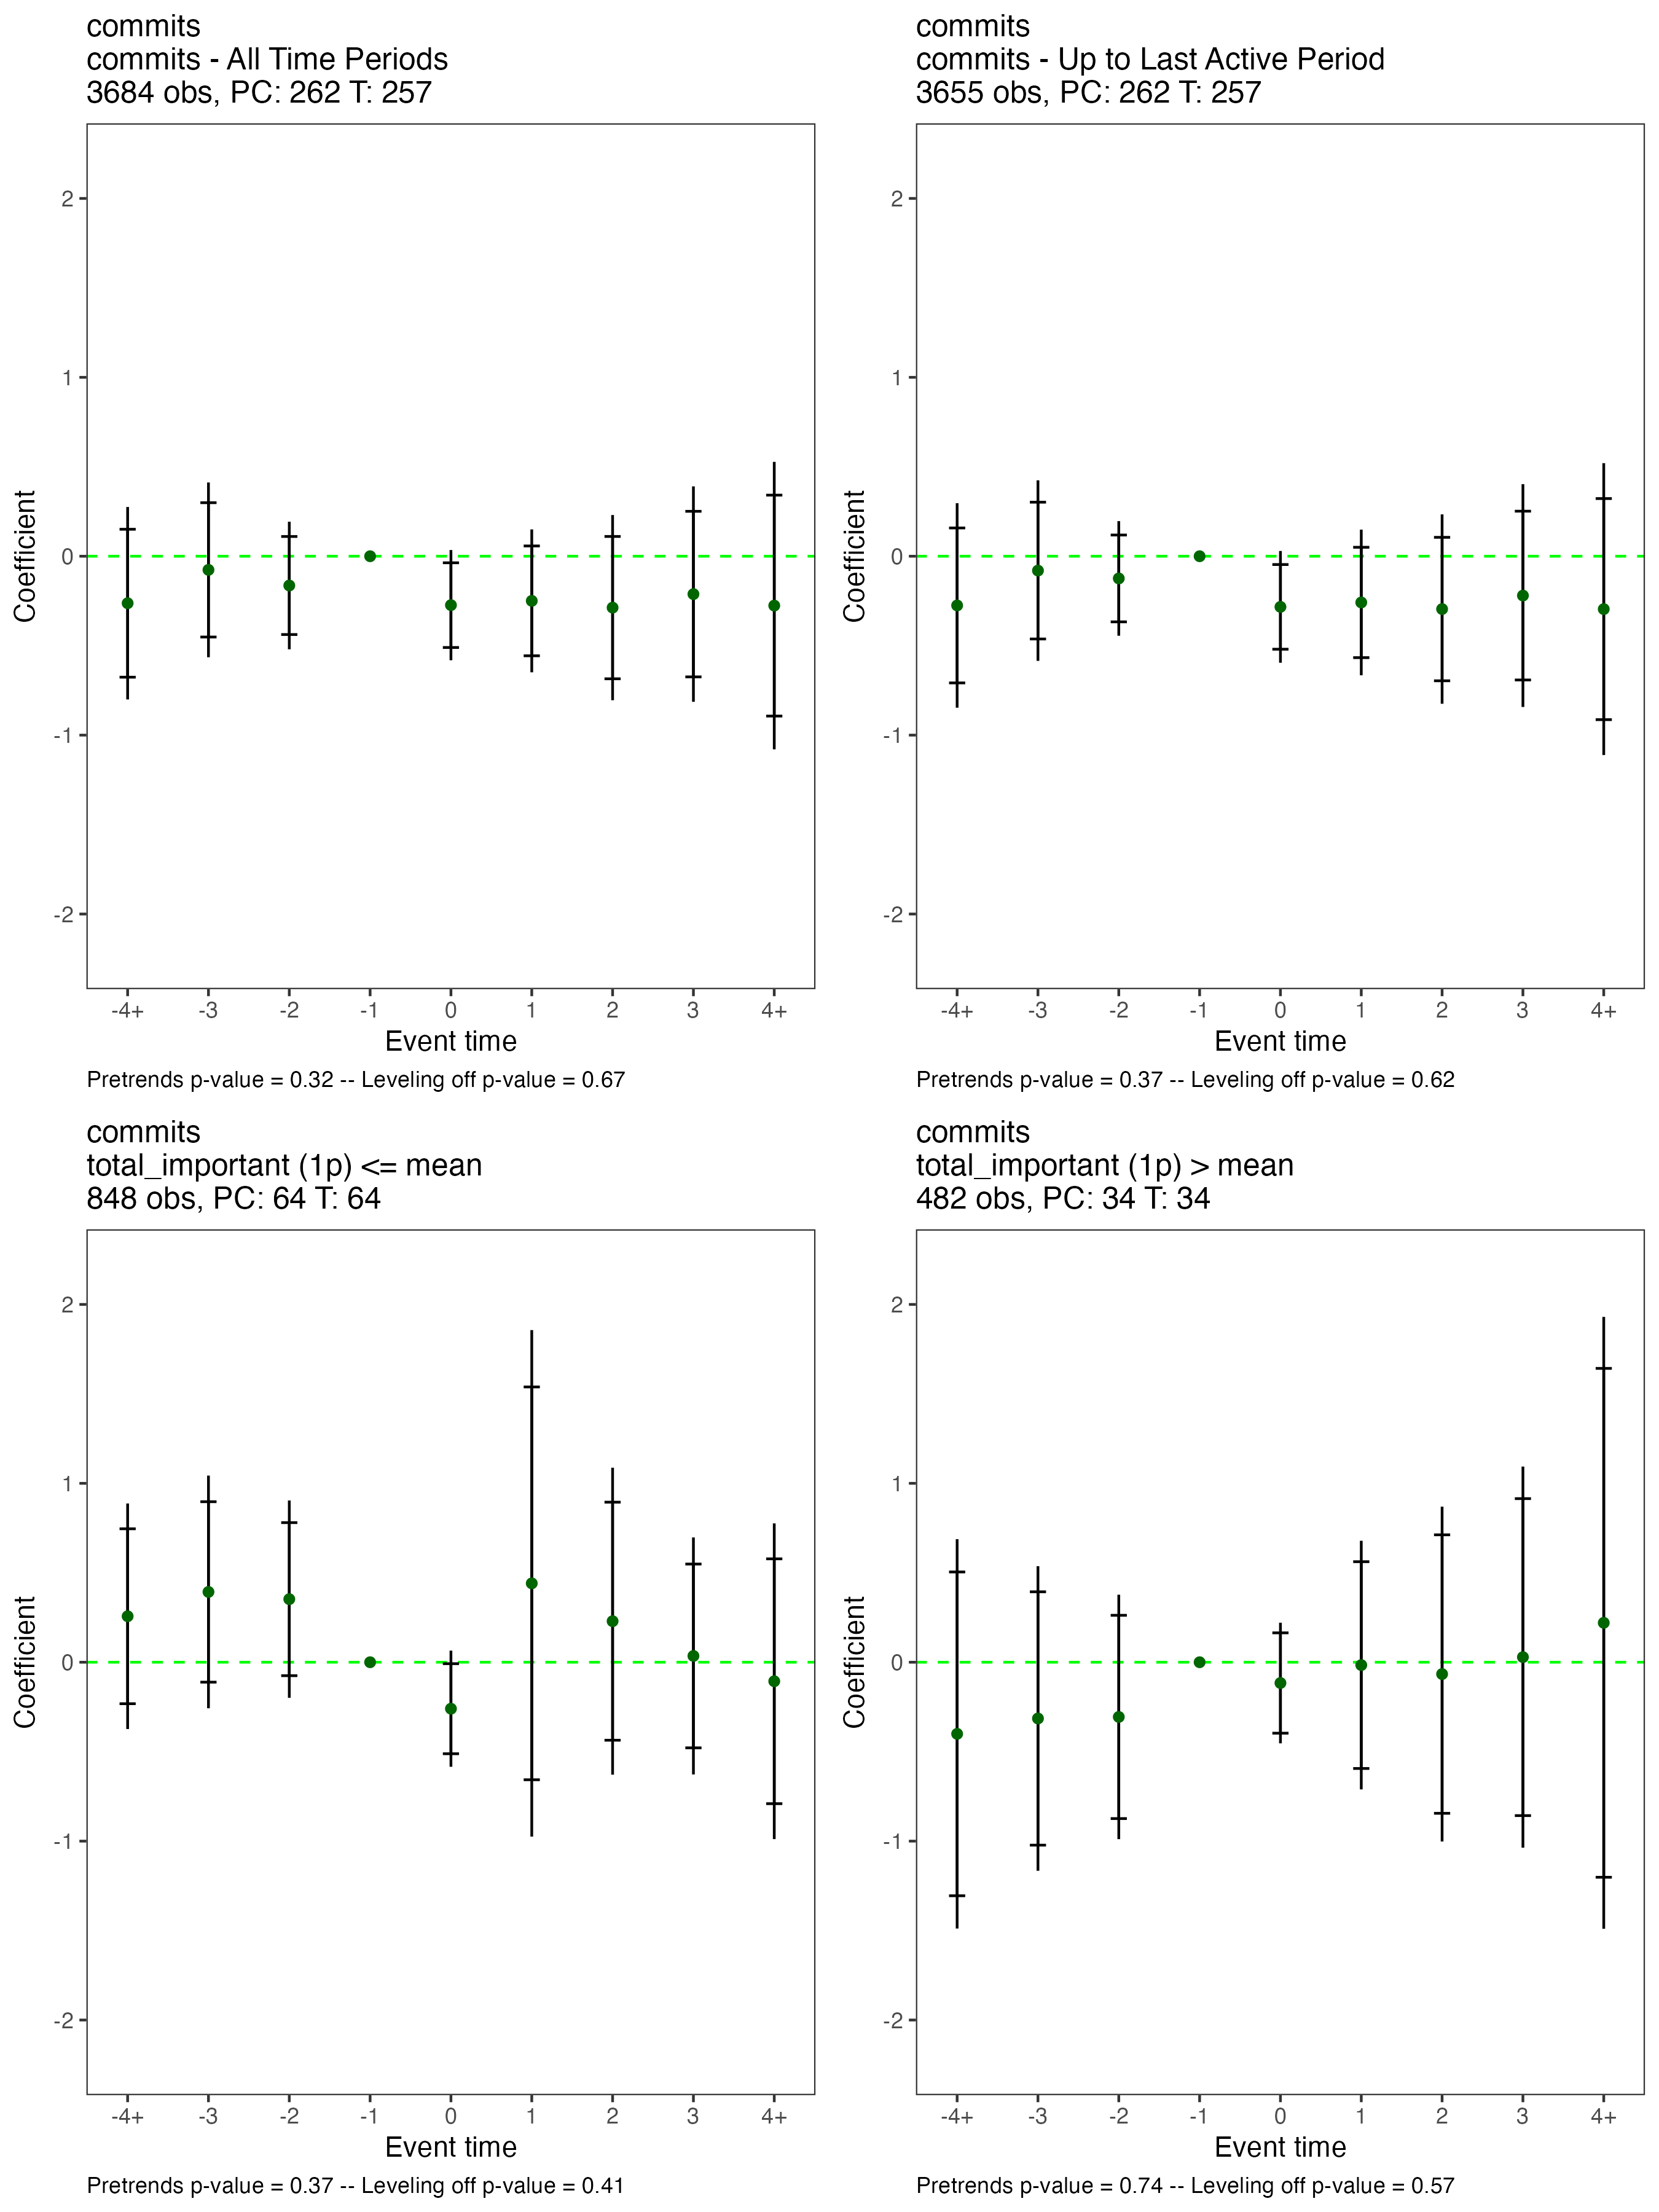 commits
commits - All Time Periods
3684 obs, PC: 262 T: 257
2
1
0
-1
-2
Coefficient
-4+ -3 -2 -1 0 1 2 3 4+
Event time
Pretrends p-value = 0.32 -- Leveling off p-value = 0.67
commits
commits - Up to Last Active Period
3655 obs, PC: 262 T: 257
2
1
0
-1
-2
Coefficient
-4+ -3 -2 -1 0 1 2 3 4+
Event time
Pretrends p-value = 0.37 -- Leveling off p-value = 0.62
commits
total_important (1p) <= mean
848 obs, PC: 64 T: 64
2
1
0
-1
-2
Coefficient
-4+ -3 -2 -1 0 1 2 3 4+
Event time
Pretrends p-value = 0.37 -- Leveling off p-value = 0.41
commits
total_important (1p) > mean
482 obs, PC: 34 T: 34
2
1
0
-1
-2
Coefficient
-4+ -3 -2 -1 0 1 2 3 4+
Event time
Pretrends p-value = 0.74 -- Leveling off p-value = 0.57